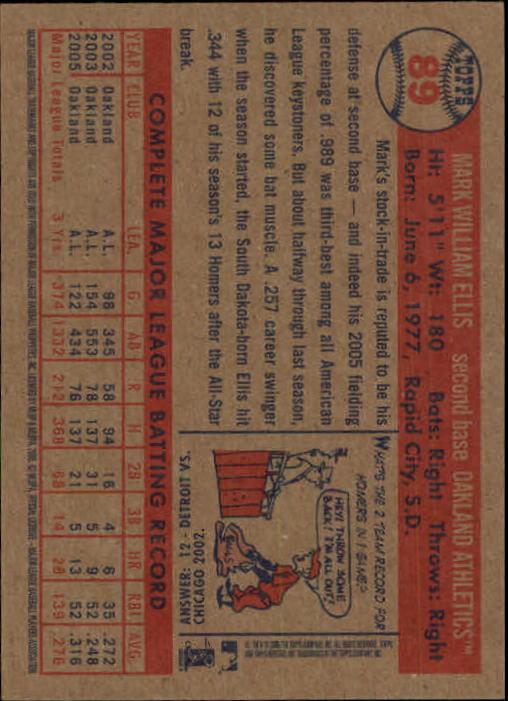 TOPPS
89
MARK WILLIAM ELLIS second base OAKLAND ATHLETICS™
Ht: 5'11" Wt: 180 Bats: Right Throws: Right
Born: June 6, 1977, Rapid City, S.D.
Mark's stock-in-trade is reputed to be his
defense at second base — and indeed his 2005 fielding
percentage of .989 was third-best among all American
League keystoners. But about halfway through last season,
he discovered some bat muscle. A .257 career swinger
when the season started, the South Dakota-born Ellis hit
.344 with 12 of his season's 13 Homers after the All-Star
break.
WHAT'S THE 2 TEAM RECORD FOR
HOMERS IN 1 GAME?
HEY! THROW SOME
BACK! I'M ALL OUT!
BALLS
ANSWER: 12 - DETROIT VS.
CHICAGO 2002.
COMPLETE MAJOR LEAGUE BATTING RECORD
YEAR CLUB LEA. G AB R H 2B 3B HR RBI AVG.
2002 Oakland A.L. 98 345 58 94 16 4 6 35 .272
2003 Oakland A.L. 154 553 78 137 31 5 9 52 .248
2005 Oakland A.L. 122 434 76 137 21 5 13 52 .316
Major League Totals 3 Yrs. 374 1332 212 368 68 14 28 139 .276